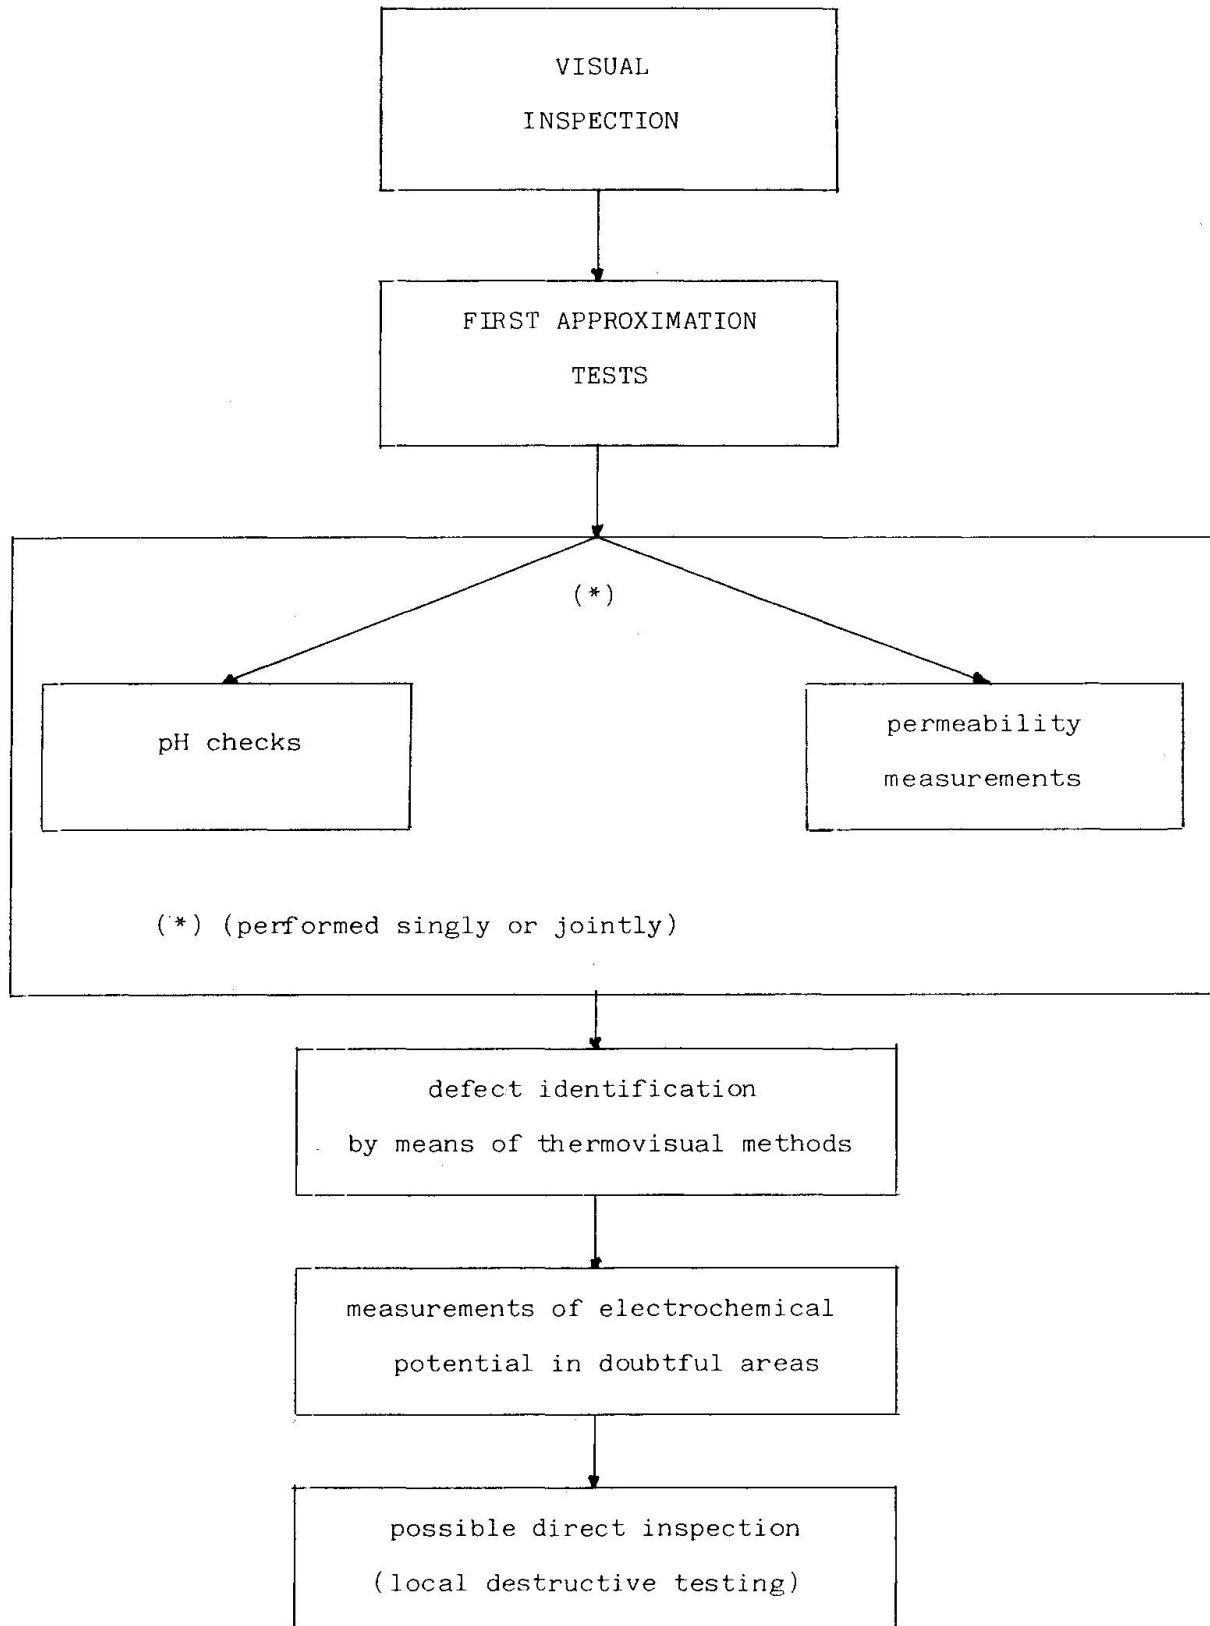 VISUAL
INSPECTION
FIRST APPROXIMATION
TESTS
(*)
pH checks
permeability
measurements
(*) (performed singly or jointly)
defect identification
by means of thermovisual methods
measurements of electrochemical
potential in doubtful areas
possible direct inspection
(local destructive testing)